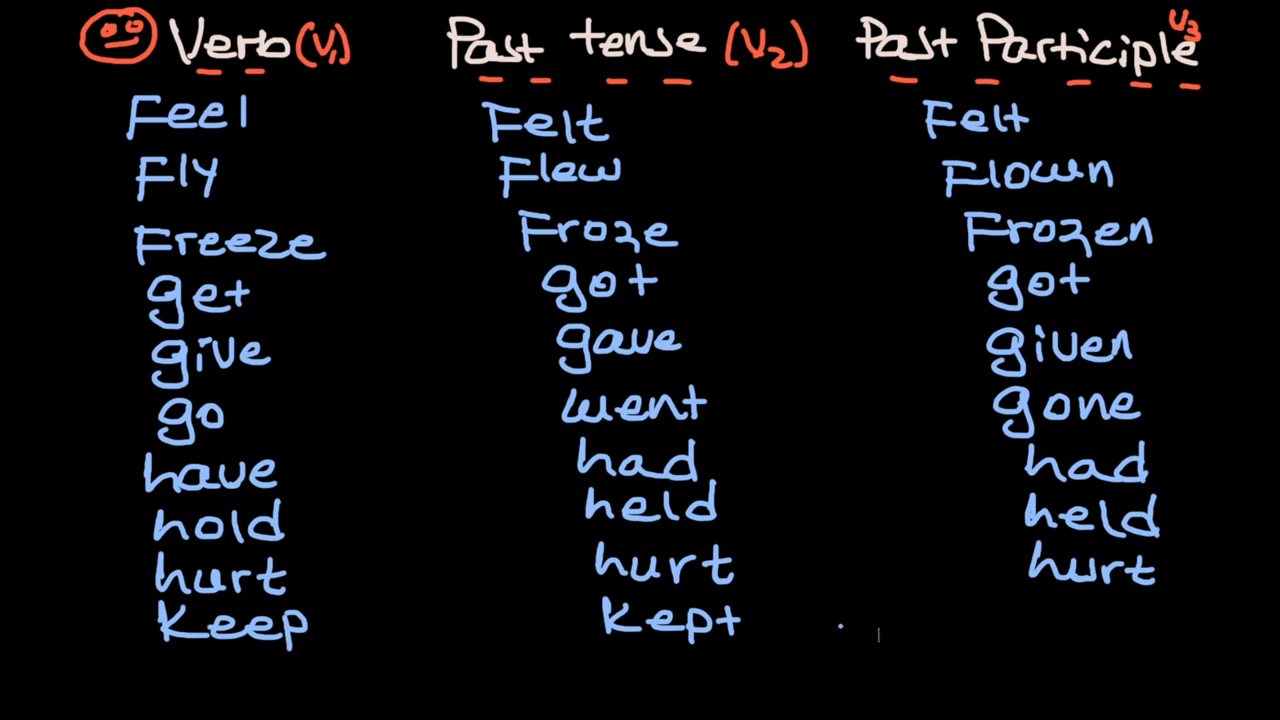 Verb (V1) Past tense (V2) Past Participle V3
Feel Felt Felt
Fly Flew Flown
Freeze Froze Frozen
get got got
give gave given
go went gone
have had had
hold held held
hurt hurt hurt
Keep Kept